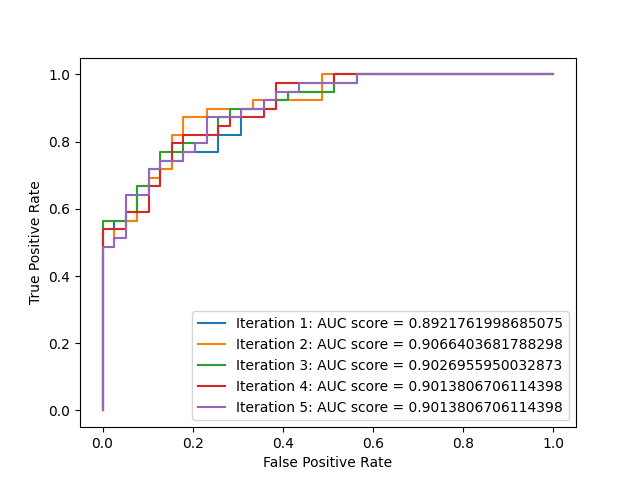 1.0
0.8
0.6
0.4
0.2
0.0
True Positive Rate
Iteration 1: AUC score = 0.8921761998685075
Iteration 2: AUC score = 0.9066403681788298
Iteration 3: AUC score = 0.9026955950032873
Iteration 4: AUC score = 0.9013806706114398
Iteration 5: AUC score = 0.9013806706114398
0.0 0.2 0.4 0.6 0.8 1.0
False Positive Rate